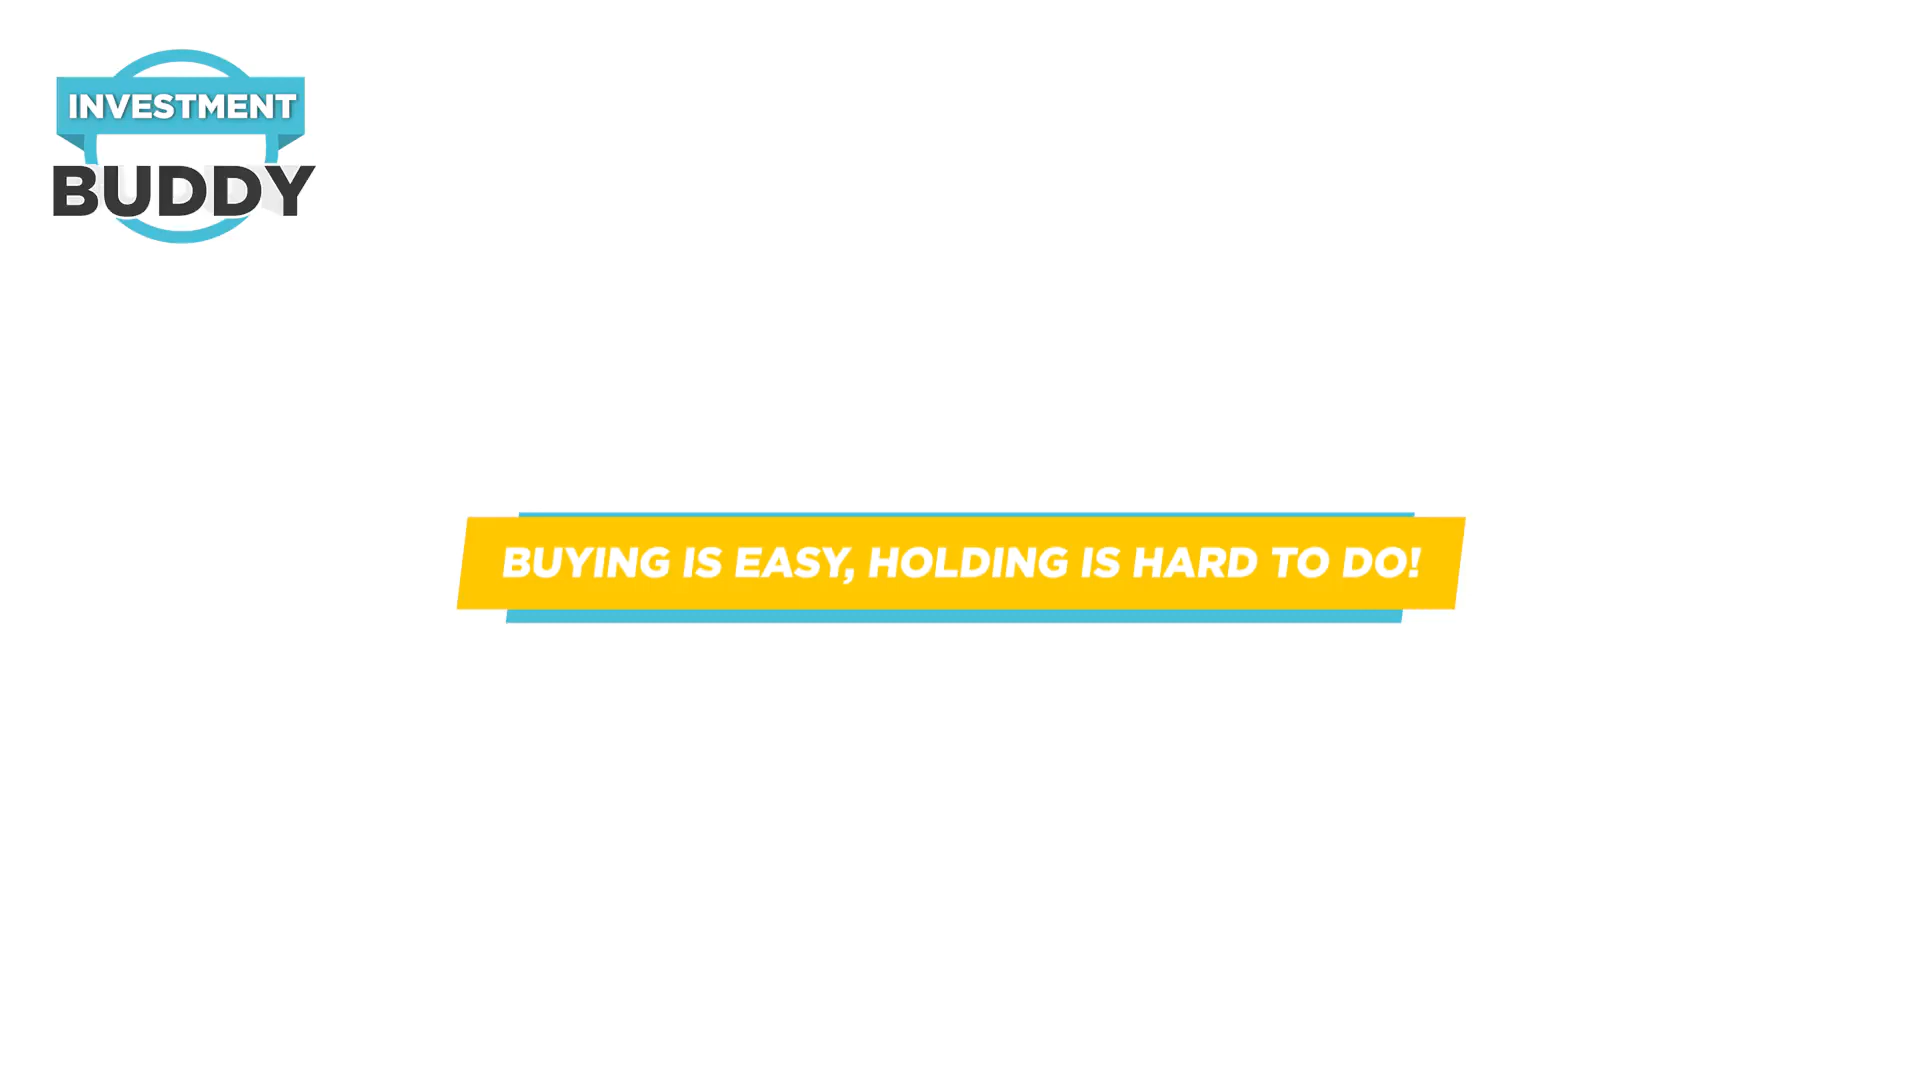 INVESTMENT
BUDDY
BUYING IS EASY, HOLDING IS HARD TO DO!